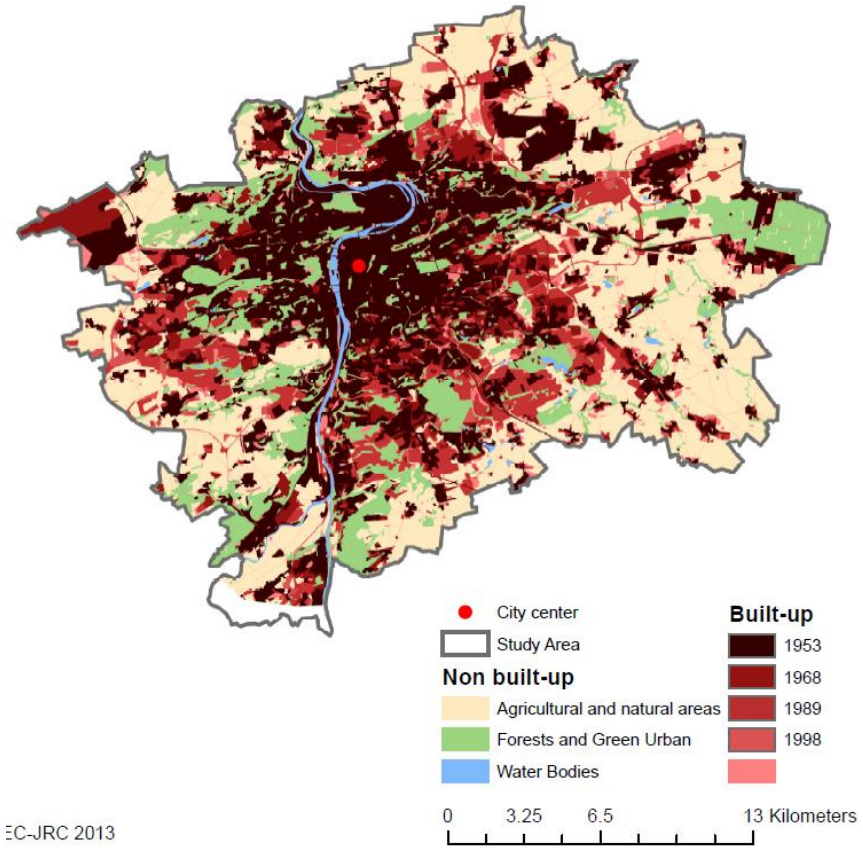 City center
Study Area
Non built-up
Agricultural and natural areas
Forests and Green Urban
Water Bodies
Built-up
1953
1968
1989
1998
0 3.25 6.5 13 Kilometers
EC-JRC 2013